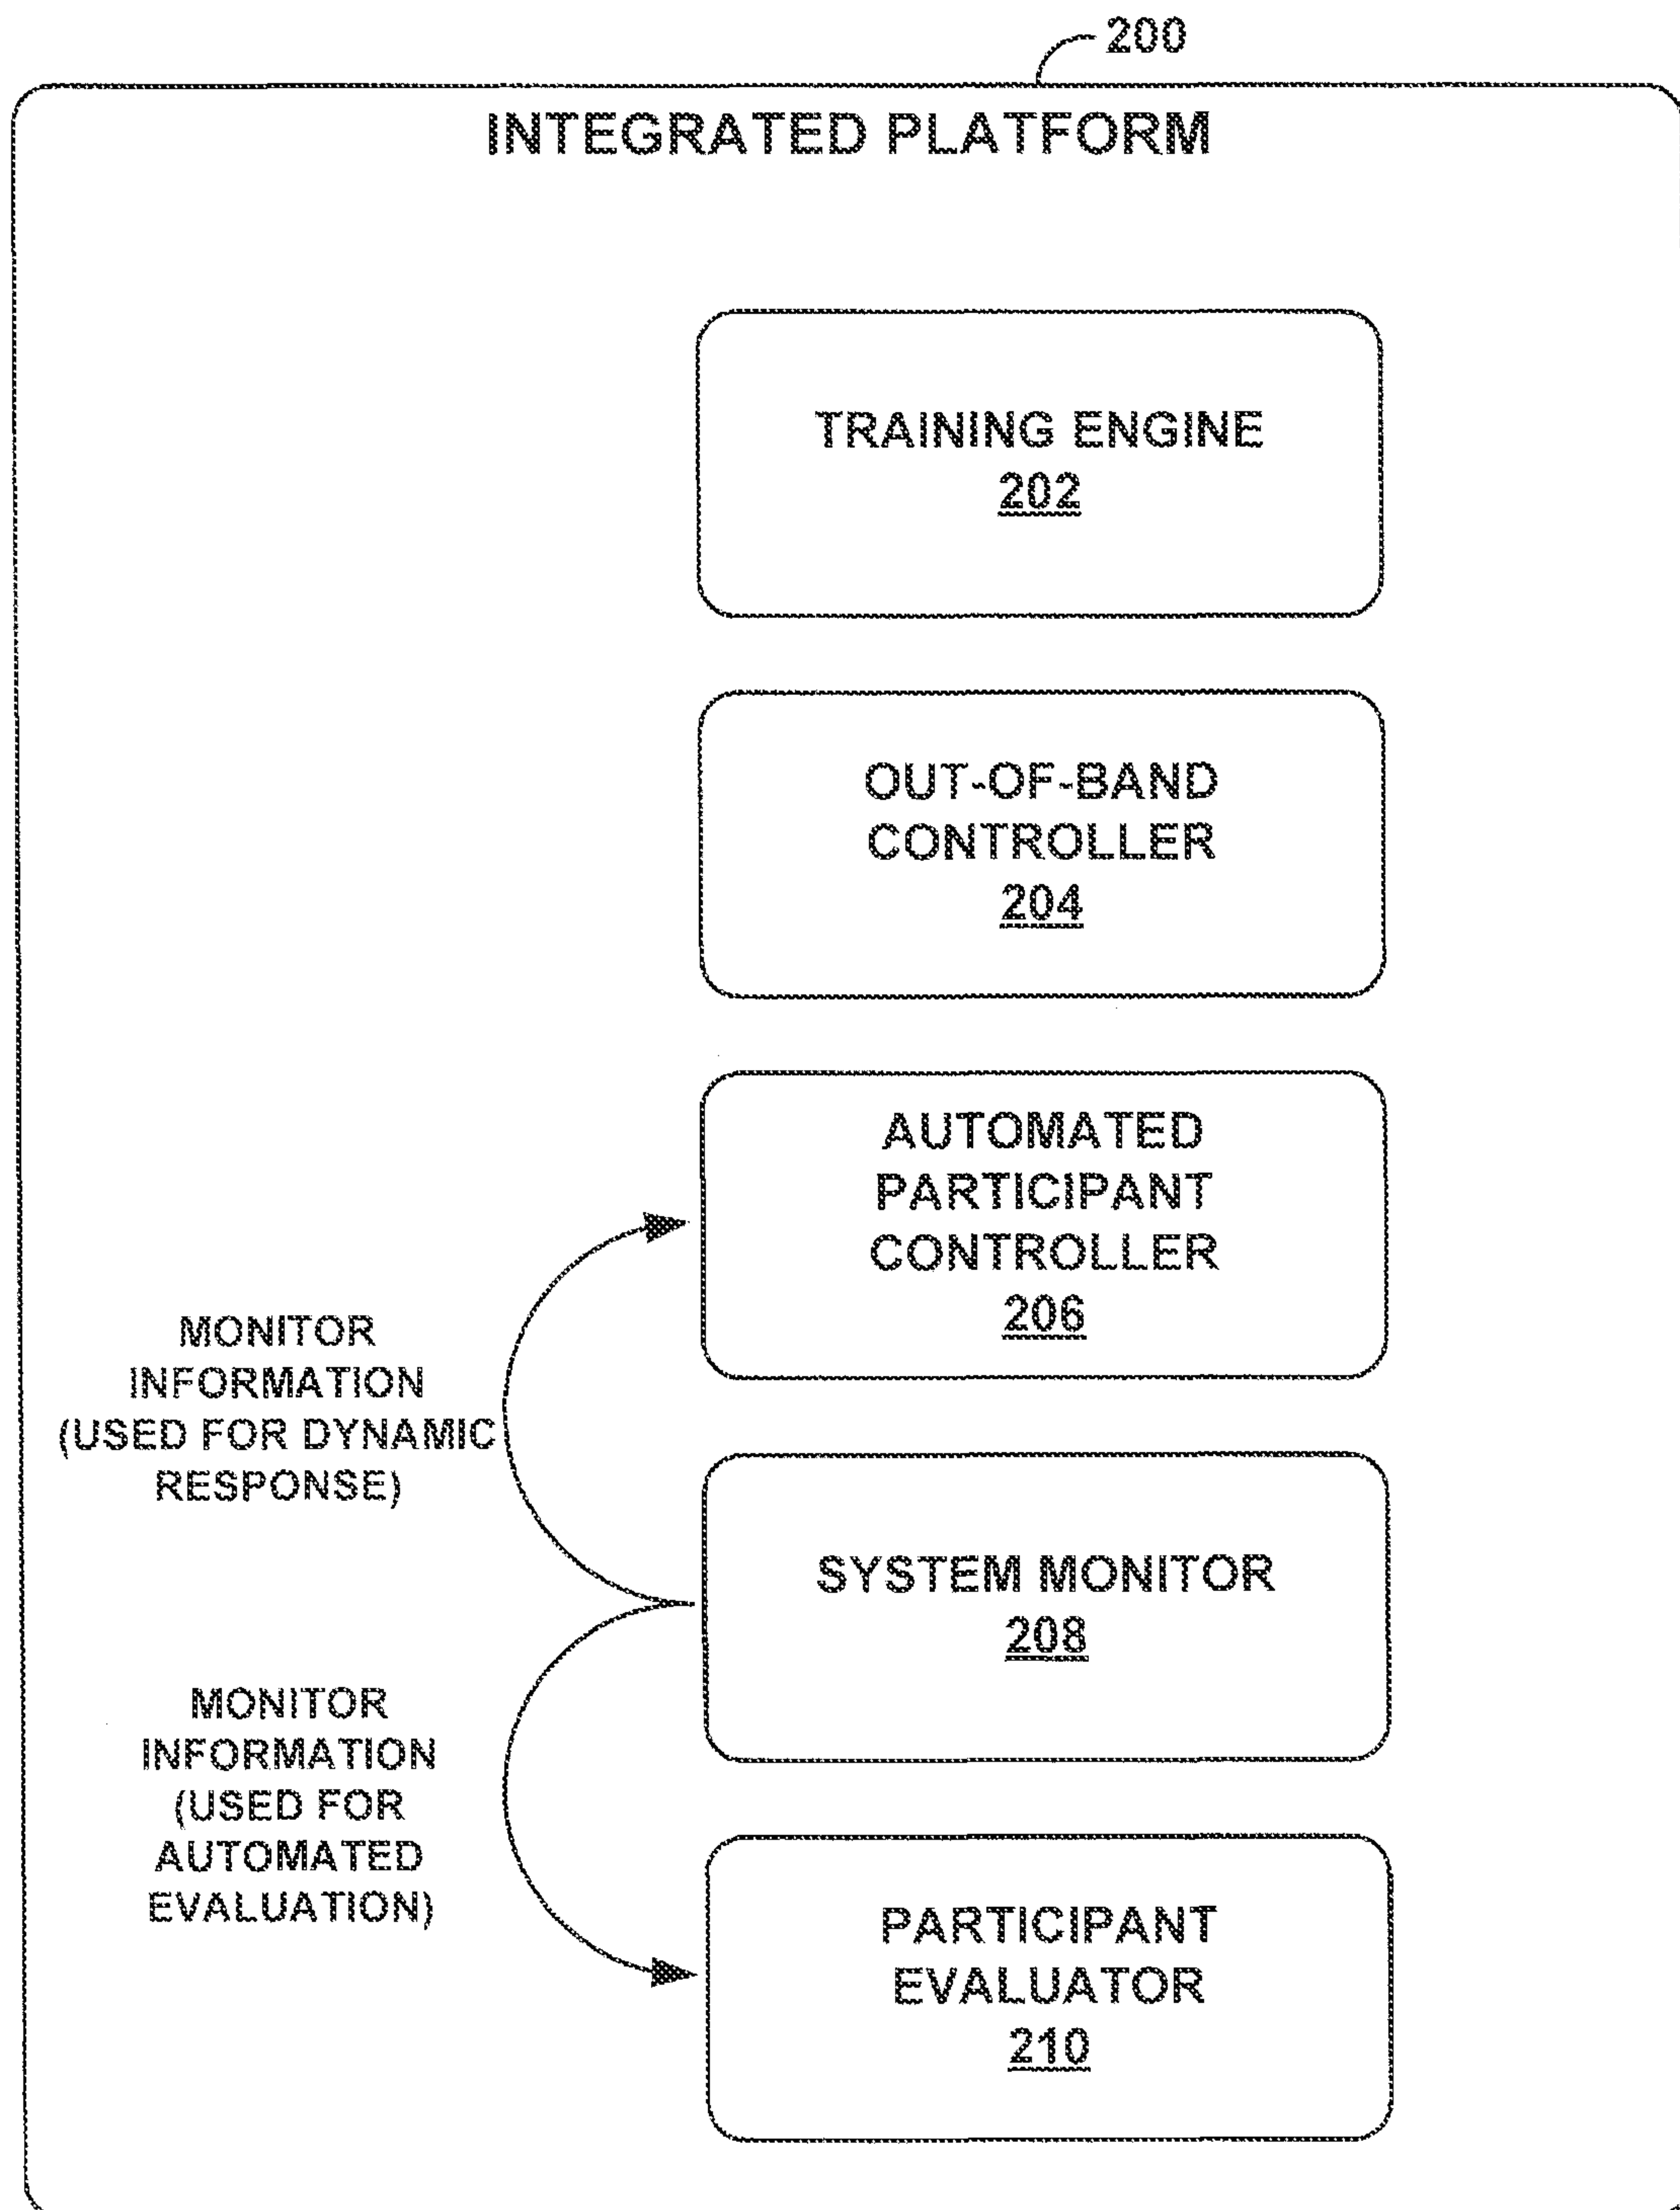 200
INTEGRATED PLATFORM
TRAINING ENGINE
202
OUT-OF-BAND
CONTROLLER
204
AUTOMATED
PARTICIPANT
CONTROLLER
206
MONITOR
INFORMATION
(USED FOR DYNAMIC
RESPONSE)
SYSTEM MONITOR
208
MONITOR
INFORMATION
(USED FOR
AUTOMATED
EVALUATION)
PARTICIPANT
EVALUATOR
210